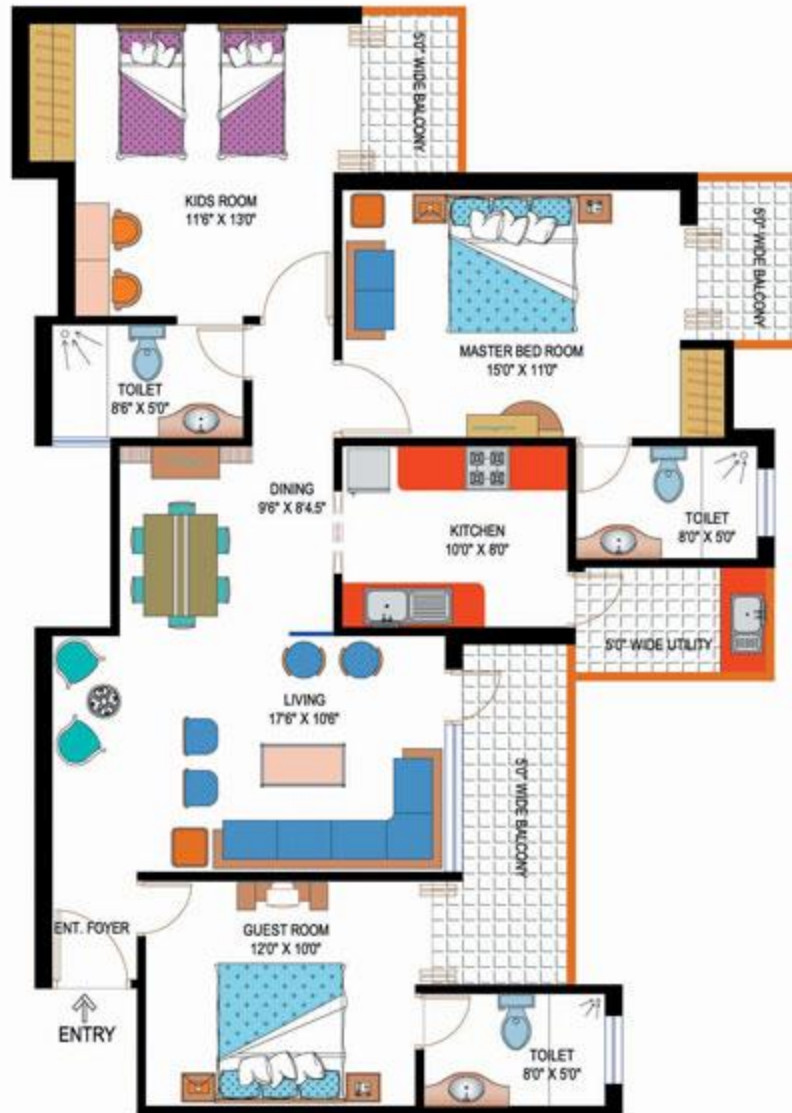 5'0" WIDE BALCONY
KIDS ROOM
11'6" X 13'0"
5'0" WIDE BALCONY
MASTER BED ROOM
15'0" X 11'0"
TOILET
8'6" X 5'0"
DINING
9'6" X 8'4.5"
KITCHEN
10'0" X 8'0"
TOILET
8'0" X 5'0"
5'0" WIDE UTILITY
LIVING
17'6" X 10'6"
5'0" WIDE BALCONY
ENT. FOYER
GUEST ROOM
12'0" X 10'0"
ENTRY
TOILET
8'0" X 5'0"